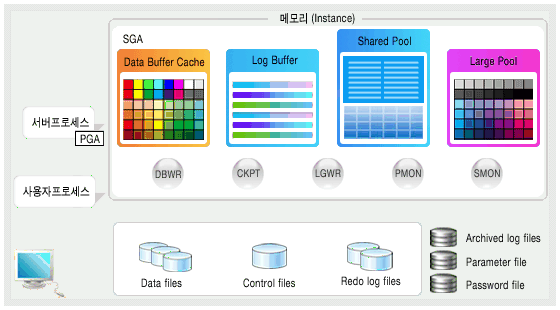 메모리 (Instance)
SGA
Data Buffer Cache
Log Buffer
Shared Pool
Large Pool
서버프로세스
PGA
DBWR
CKPT
LGWR
PMON
SMON
사용자프로세스
Data files
Control files
Redo log files
Archived log files
Parameter file
Password file